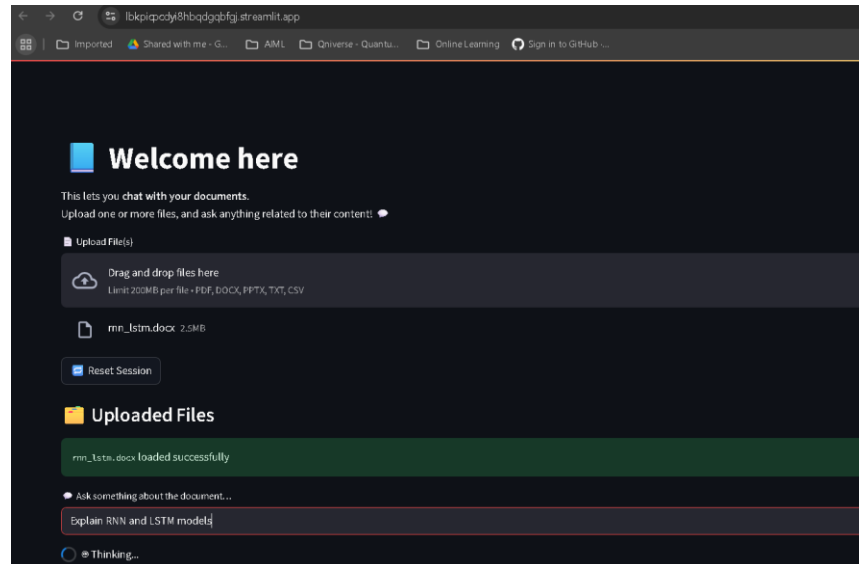 Imported Shared with me - G... AIML Qniverse - Quantu... Online Learning Sign in to GitHub ·...
Welcome here
This lets you chat with your documents.
Upload one or more files, and ask anything related to their content!
Upload File(s)
Drag and drop files here
Limit 200MB per file • PDF, DOCX, PPTX, TXT, CSV
rnn_lstm.docx 2.5MB
Reset Session
Uploaded Files
rnn_lstm.docx loaded successfully
Ask something about the document...
Explain RNN and LSTM models
Thinking...